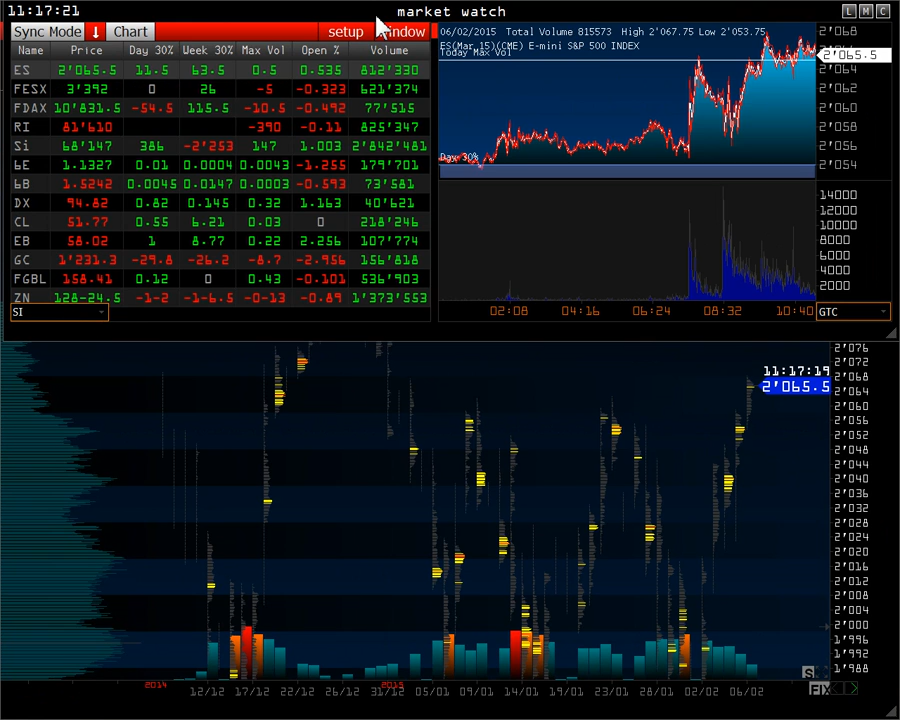 11:17:21 market watch L M C
Sync Mode ↓ Chart setup window
Name Price Day 30% Week 30% Max Vol Open % Volume
ES 2'065.5 11.5 63.5 0.5 0.535 812'330
FESX 3'392 0 26 -5 -0.323 621'374
FDAX 10'831.5 -54.5 115.5 -10.5 -0.492 77'515
RI 81'610 -390 -0.11 825'347
Si 68'147 386 -2'253 147 1.003 2'842'481
6E 1.1327 0.01 0.0004 0.0043 -1.255 179'701
6B 1.5242 0.0045 0.0147 0.0003 -0.593 73'581
DX 94.82 0.82 0.145 0.32 1.163 40'621
CL 51.77 0.55 6.21 0.03 0 218'246
EB 58.02 1 8.77 0.22 2.256 107'774
GC 1'231.3 -29.8 -26.2 -8.7 -2.956 156'818
FGBL 158.41 0.12 0 0.43 -0.101 536'903
ZN 128-24.5 -1-2 -1-6.5 -0-13 -0.89 1'373'553
SI
06/02/2015 Total Volume 815573 High 2'067.75 Low 2'053.75
ES(Mar,15)(CME) E-mini S&P 500 INDEX
Today Max Vol
Day 30%
2'068
2'065.5
2'064
2'062
2'060
2'058
2'056
2'054
14000
12000
10000
8000
6000
4000
2000
02:08 04:16 06:24 08:32 10:40 GTC
2'076
2'072
11:17:19
2'068
2'065.5
2'064
2'060
2'056
2'052
2'048
2'044
2'040
2'036
2'032
2'028
2'024
2'020
2'016
2'012
2'008
2'004
2'000
1'996
1'992
1'988
S
FIX
2014 2015
12/12 17/12 22/12 26/12 31/12 05/01 09/01 14/01 19/01 23/01 28/01 02/02 06/02